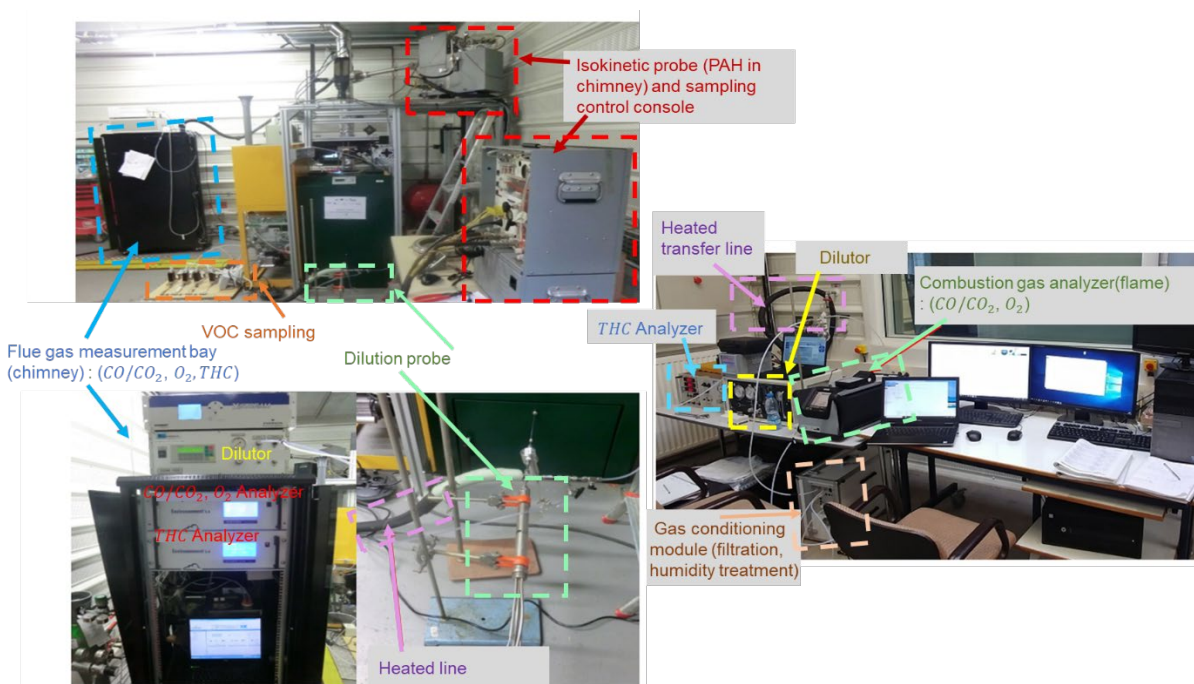 Isokinetic probe (PAH in
chimney) and sampling
control console
Heated
transfer line
Dilutor
Combustion gas analyzer(flame)
: (CO/CO₂, O₂)
VOC sampling
THC Analyzer
Flue gas measurement bay
(chimney) : (CO/CO₂, O₂,THC)
Dilution probe
Dilutor
CO/CO₂, O₂ Analyzer
THC Analyzer
Gas conditioning
module (filtration,
humidity treatment)
Heated line